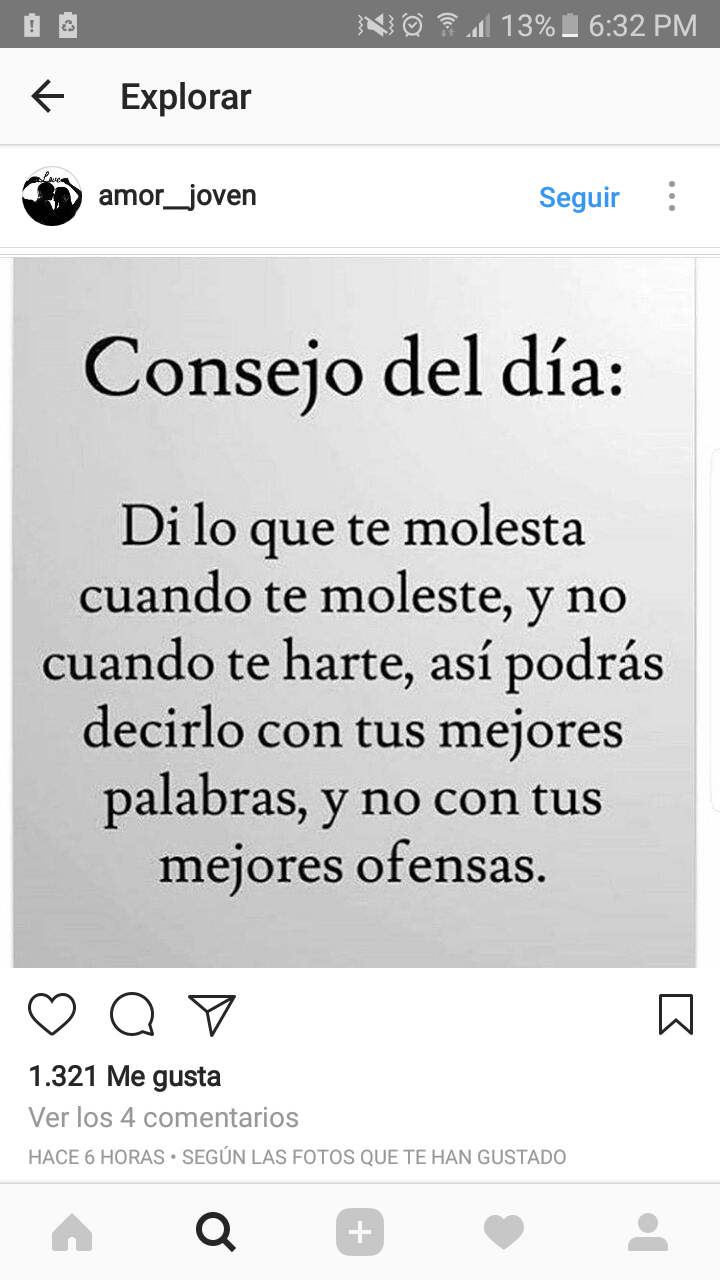 13% 6:32 PM
Explorar
Love
amor__joven
Seguir
Consejo del día:
Di lo que te molesta
cuando te moleste, y no
cuando te harte, así podrás
decirlo con tus mejores
palabras, y no con tus
mejores ofensas.
1.321 Me gusta
Ver los 4 comentarios
HACE 6 HORAS • SEGÚN LAS FOTOS QUE TE HAN GUSTADO